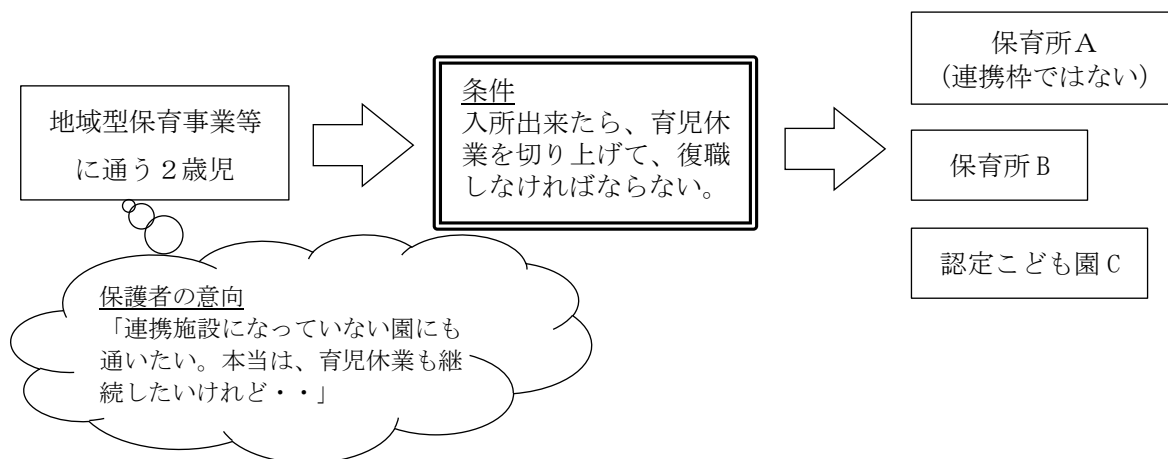 地域型保育事業等
に通う２歳児
条件
入所出来たら、育児休
業を切り上げて、復職
しなければならない。
保育所Ａ
（連携枠ではない）
保育所Ｂ
認定こども園Ｃ
保護者の意向
「連携施設になっていない園にも
通いたい。本当は、育児休業も継
続したいけれど・・」